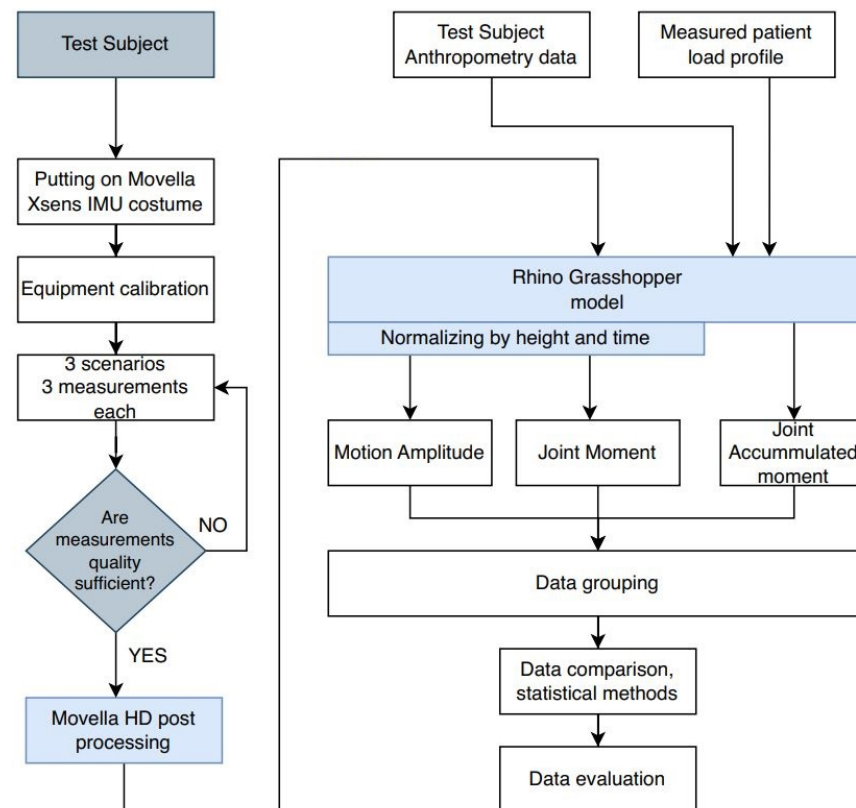 Test Subject
Putting on Movella
Xsens IMU costume
Equipment calibration
3 scenarios
3 measurements
each
Are
measurements
quality
sufficient?
NO
YES
Movella HD post
processing
Test Subject
Anthropometry data
Measured patient
load profile
Rhino Grasshopper
model
Normalizing by height and time
Motion Amplitude
Joint Moment
Joint
Accummulated
moment
Data grouping
Data comparison,
statistical methods
Data evaluation